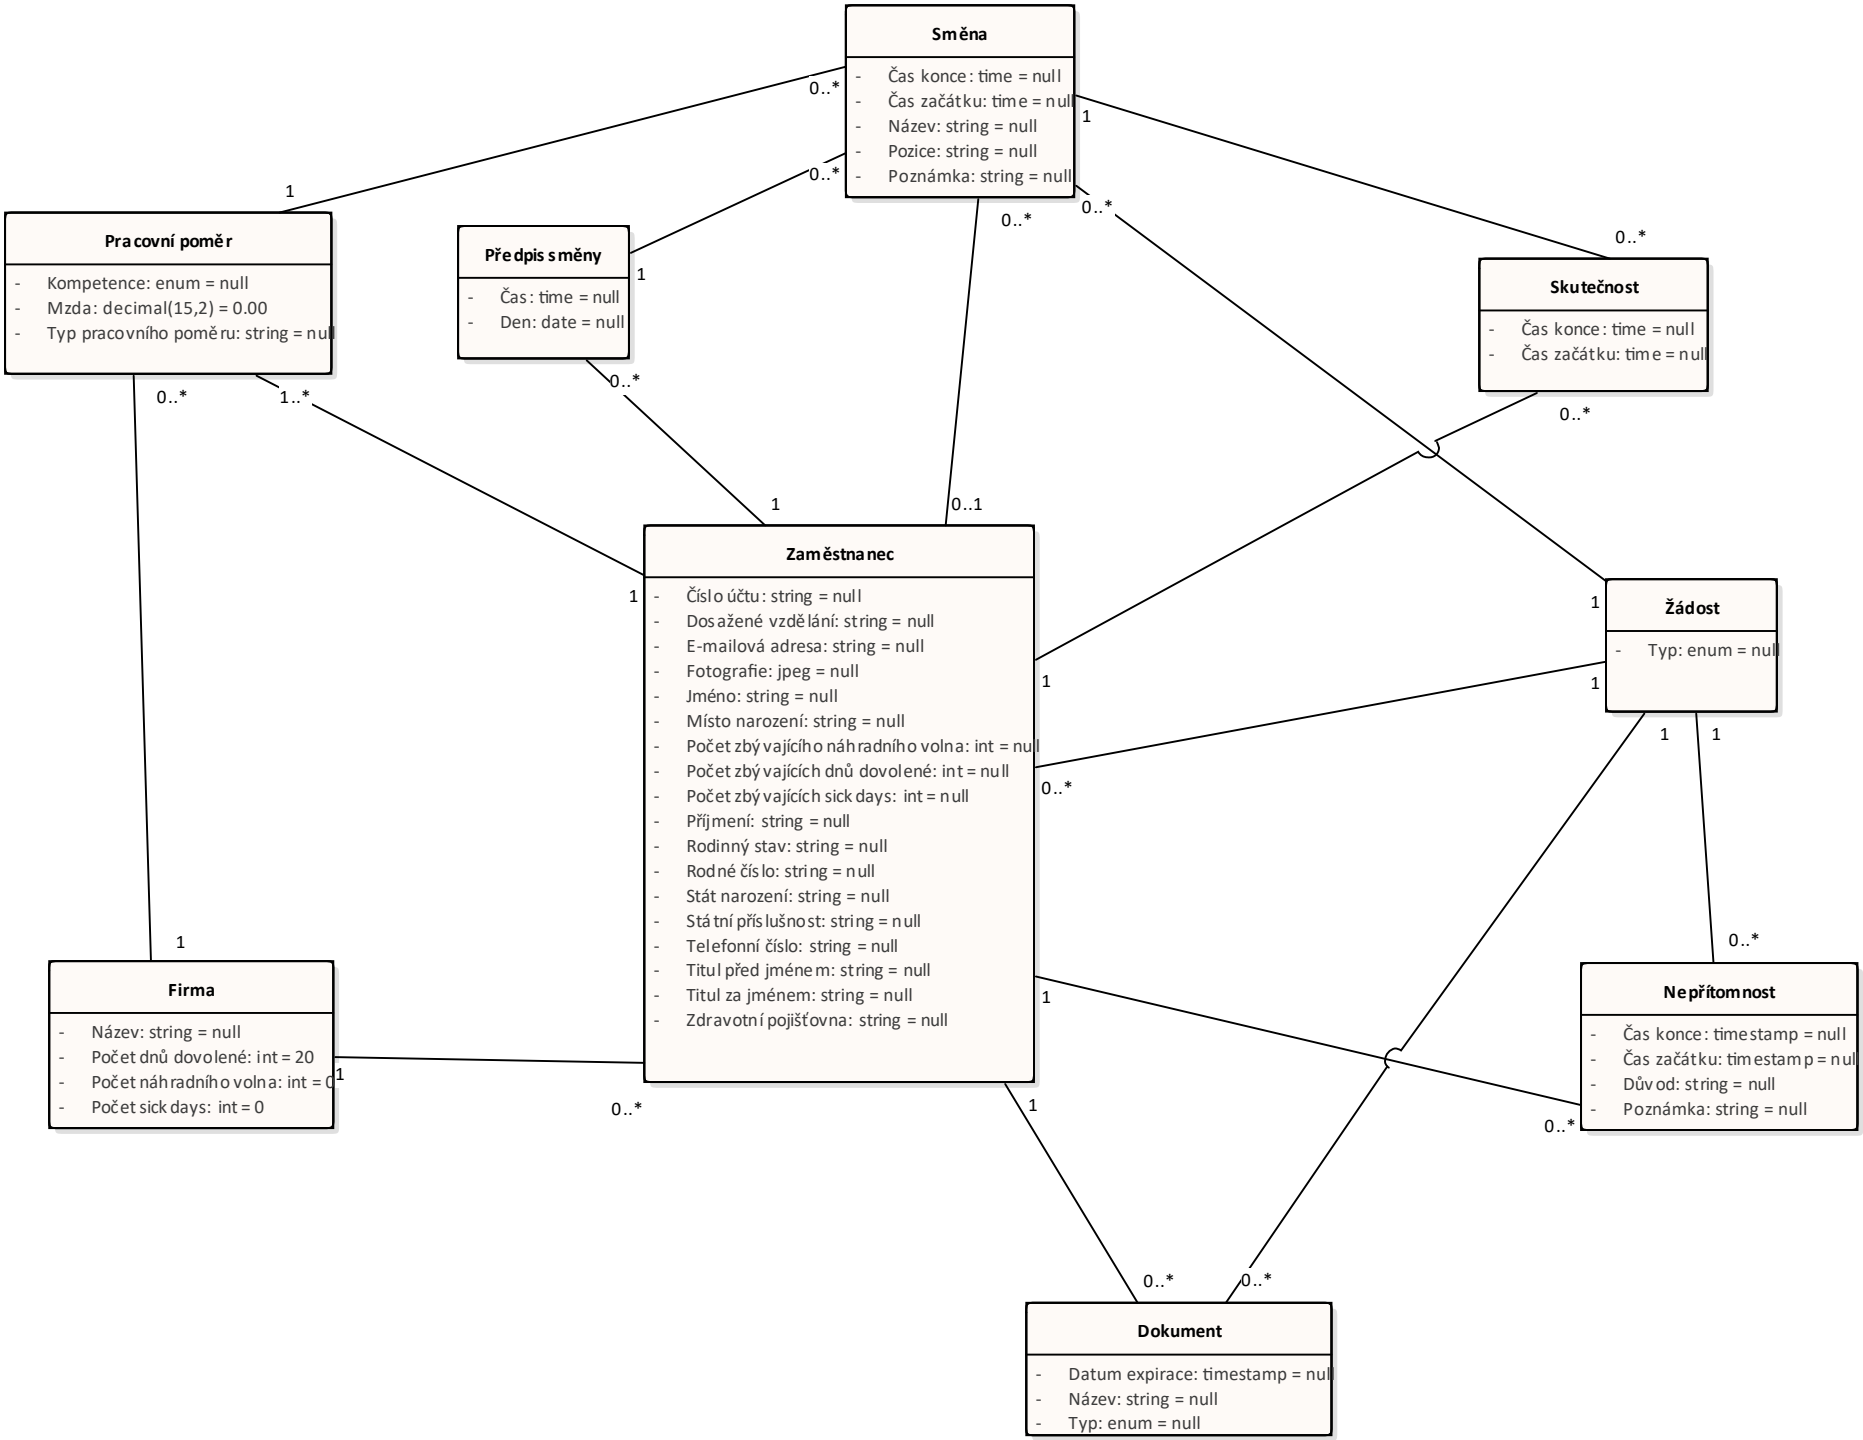 Směna
- Čas konce: time = null
- Čas začátku: time = null
- Název: string = null
- Pozice: string = null
- Poznámka: string = null
0..*
1
0..*
1
0..*
0..*
1
0..*
Pracovní poměr
- Kompetence: enum = null
- Mzda: decimal(15,2) = 0.00
- Typ pracovního poměru: string = null
Předpis směny
- Čas: time = null
- Den: date = null
1
Skutečnost
- Čas konce: time = null
- Čas začátku: time = null
0..*
1..*
0..*
0..*
1
0..1
Zaměstnanec
- Číslo účtu: string = null
- Dosažené vzdělání: string = null
- E-mailová adresa: string = null
- Fotografie: jpeg = null
- Jméno: string = null
- Místo narození: string = null
- Počet zbývajícího náhradního volna: int = null
- Počet zbývajících dnů dovolené: int = null
- Počet zbývajících sick days: int = null
- Příjmení: string = null
- Rodinný stav: string = null
- Rodné číslo: string = null
- Stát narození: string = null
- Státní příslušnost: string = null
- Telefonní číslo: string = null
- Titul před jménem: string = null
- Titul za jménem: string = null
- Zdravotní pojišťovna: string = null
1
1
Žádost
- Typ: enum = null
1
1
0..*
1
1
1
0..*
1
Firma
- Název: string = null
- Počet dnů dovolené: int = 20
- Počet náhradního volna: int = 0
- Počet sick days: int = 0
1
0..*
1
Nepřítomnost
- Čas konce: timestamp = null
- Čas začátku: timestamp = null
- Důvod: string = null
- Poznámka: string = null
0..*
1
0..*
0..*
Dokument
- Datum expirace: timestamp = null
- Název: string = null
- Typ: enum = null